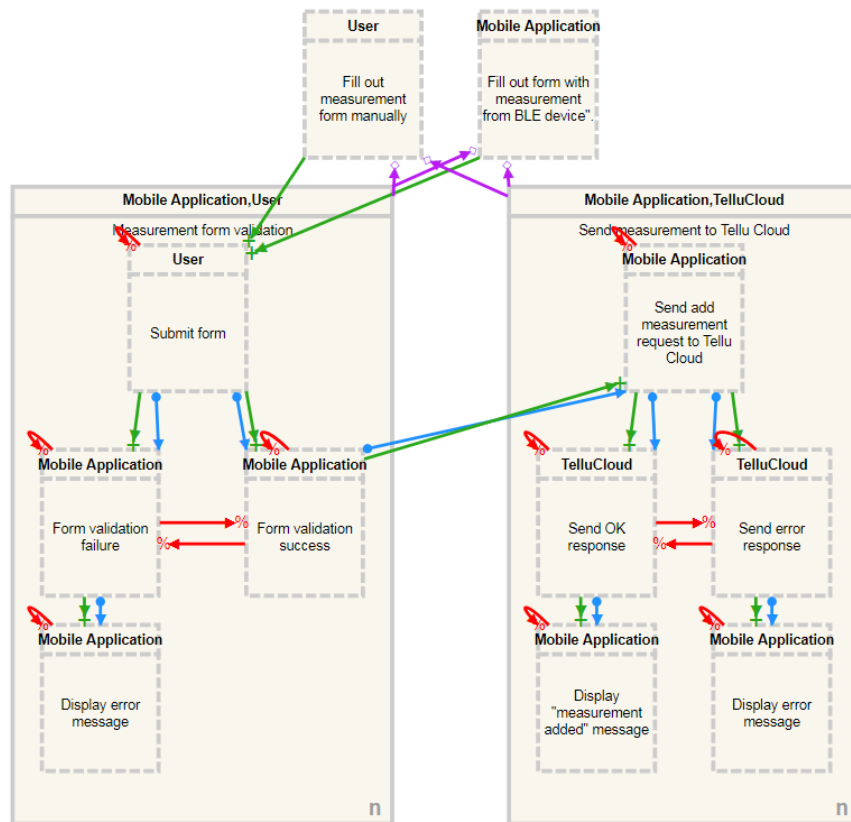 User
Fill out
measurement
form manually
Mobile Application
Fill out form with
measurement
from BLE device".
Mobile Application,User
Measurement form validation
%
User
Submit form
%
Mobile Application
Form validation
failure
%
Mobile Application
Form validation
success
%
%
%
Mobile Application
Display error
message
n
Mobile Application,TelluCloud
Send measurement to Tellu Cloud
%
Mobile Application
Send add
measurement
request to Tellu
Cloud
%
TelluCloud
Send OK
response
%
TelluCloud
Send error
response
%
%
%
Mobile Application
Display
"measurement
added" message
%
Mobile Application
Display error
message
n